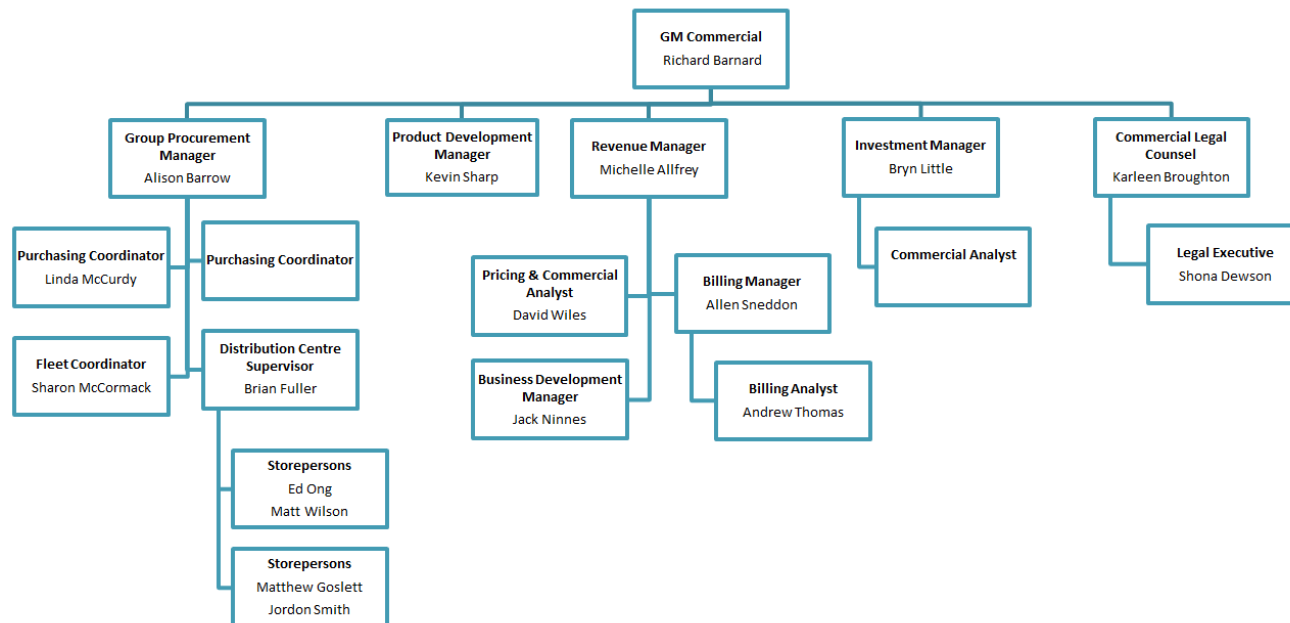 GM Commercial
Richard Barnard
Group Procurement
Manager
Alison Barrow
Product Development
Manager
Kevin Sharp
Revenue Manager
Michelle Allfrey
Investment Manager
Bryn Little
Commercial Legal
Counsel
Karleen Broughton
Purchasing Coordinator
Linda McCurdy
Purchasing Coordinator
Fleet Coordinator
Sharon McCormack
Distribution Centre
Supervisor
Brian Fuller
Storepersons
Ed Ong
Matt Wilson
Storepersons
Matthew Goslett
Jordon Smith
Pricing & Commercial
Analyst
David Wiles
Billing Manager
Allen Sneddon
Business Development
Manager
Jack Ninnes
Billing Analyst
Andrew Thomas
Commercial Analyst
Legal Executive
Shona Dewson